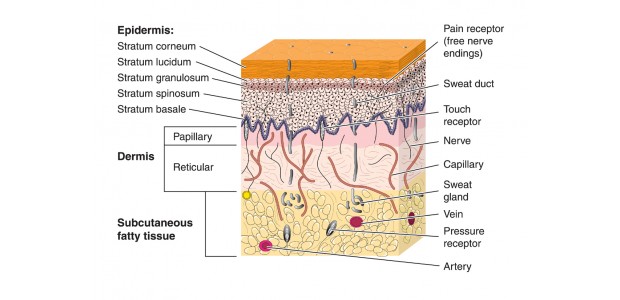 Epidermis:
Stratum corneum
Stratum lucidum
Stratum granulosum
Stratum spinosum
Stratum basale
Papillary
Dermis
Reticular
Subcutaneous
fatty tissue
Pain receptor
(free nerve
endings)
Sweat duct
Touch
receptor
Nerve
Capillary
Sweat
gland
Vein
Pressure
receptor
Artery